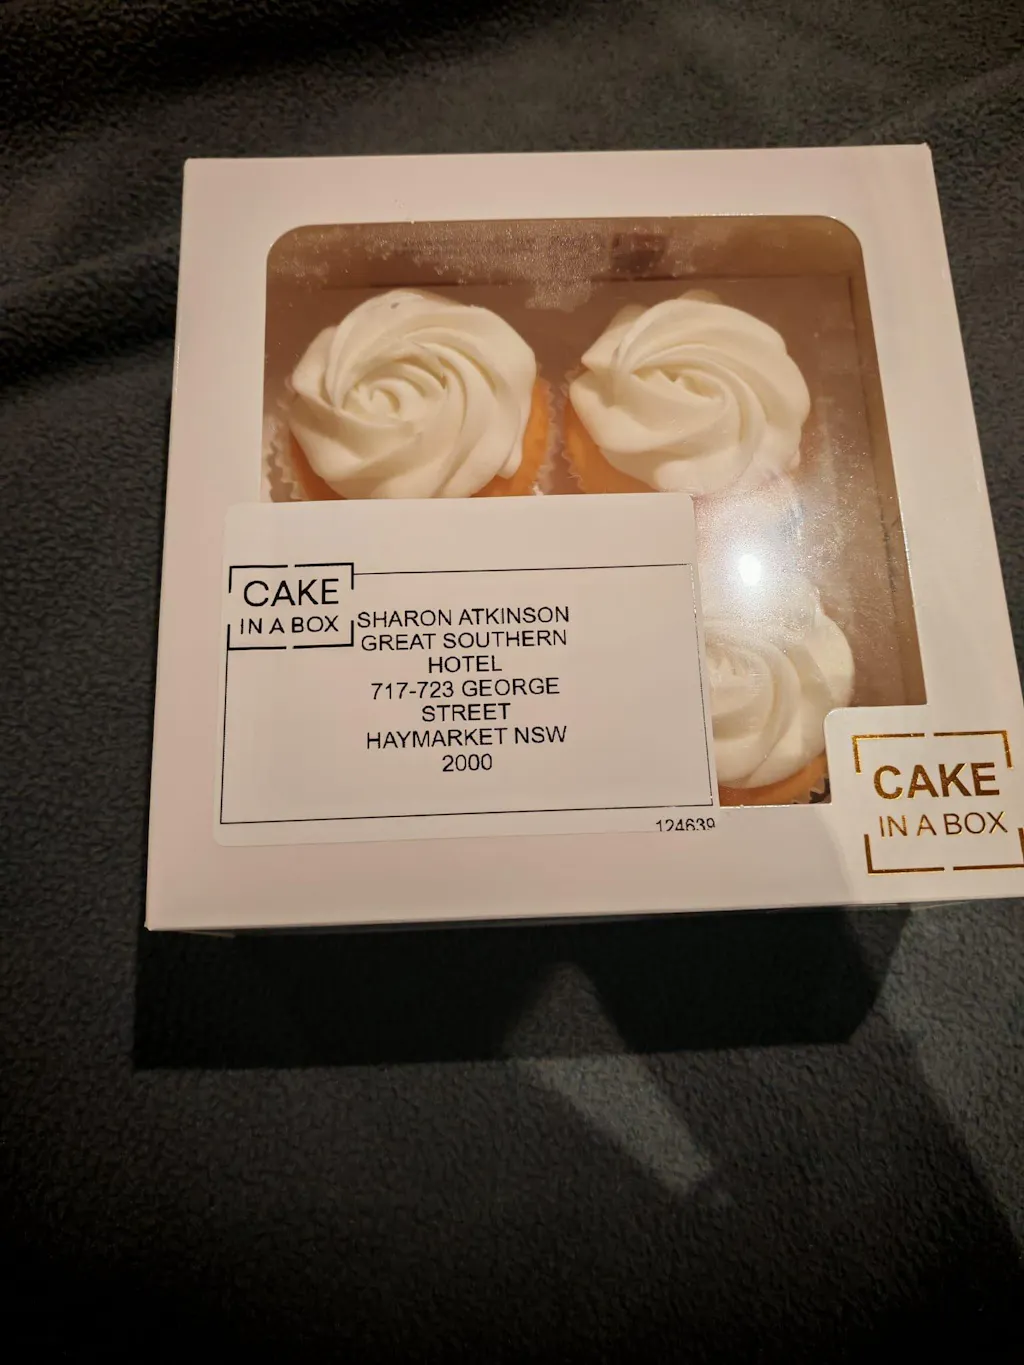 CAKE
IN A BOX
SHARON ATKINSON
GREAT SOUTHERN
HOTEL
717-723 GEORGE
STREET
HAYMARKET NSW
2000
124639
CAKE
IN A BOX